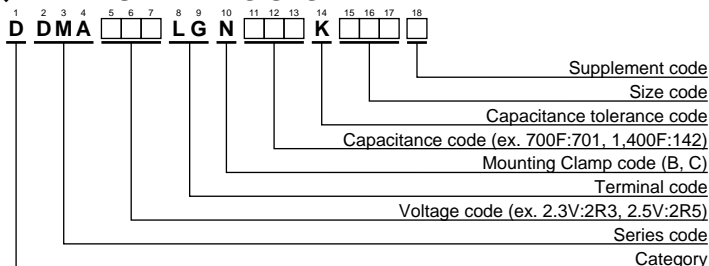 1 2 3 4 5 6 7 8 9 10 11 12 13 14 15 16 17 18
D DMA LG N K
Supplement code
Size code
Capacitance tolerance code
Capacitance code (ex. 700F:701, 1,400F:142)
Mounting Clamp code (B, C)
Terminal code
Voltage code (ex. 2.3V:2R3, 2.5V:2R5)
Series code
Category